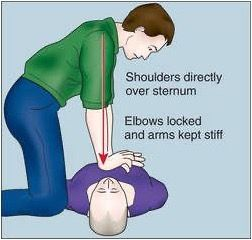 Shoulders directly
over sternum
Elbows locked
and arms kept stiff